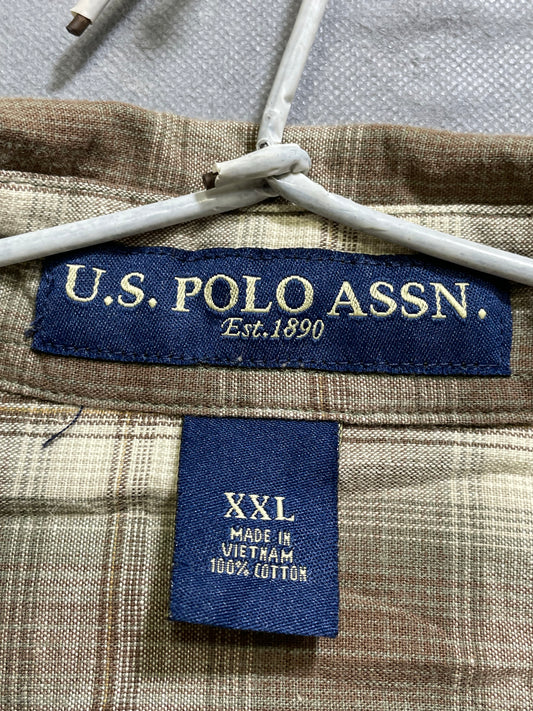 U.S. POLO ASSN.
Est.1890
XXL
MADE IN
VIETNAM
100% COTTON